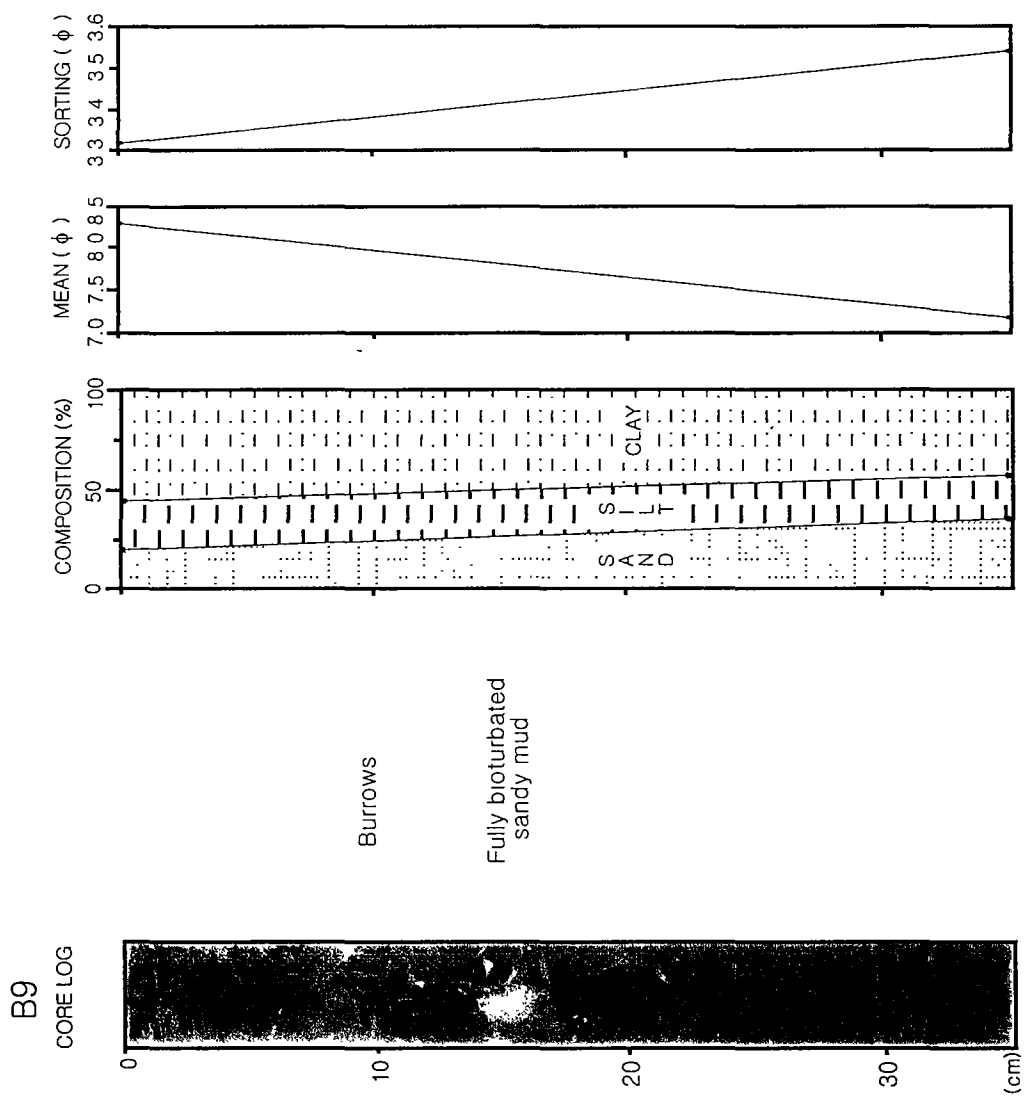 B9
CORE LOG
COMPOSITION (%)
MEAN ( φ )
SORTING ( φ )
0
50
100
7.0
7.5
8 0
8 5
3 3
3 4
3 5
3.6
0
10
20
30
(cm)
Burrows
Fully bioturbated
sandy mud
SAND
SILT
CLAY